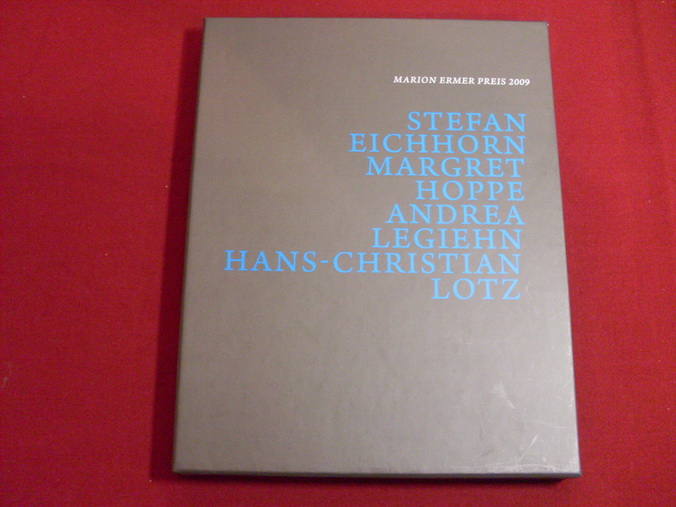 MARION ERMER PREIS 2009
STEFAN
EICHHORN
MARGRET
HOPPE
ANDREA
LEGIEHN
HANS-CHRISTIAN
LOTZ